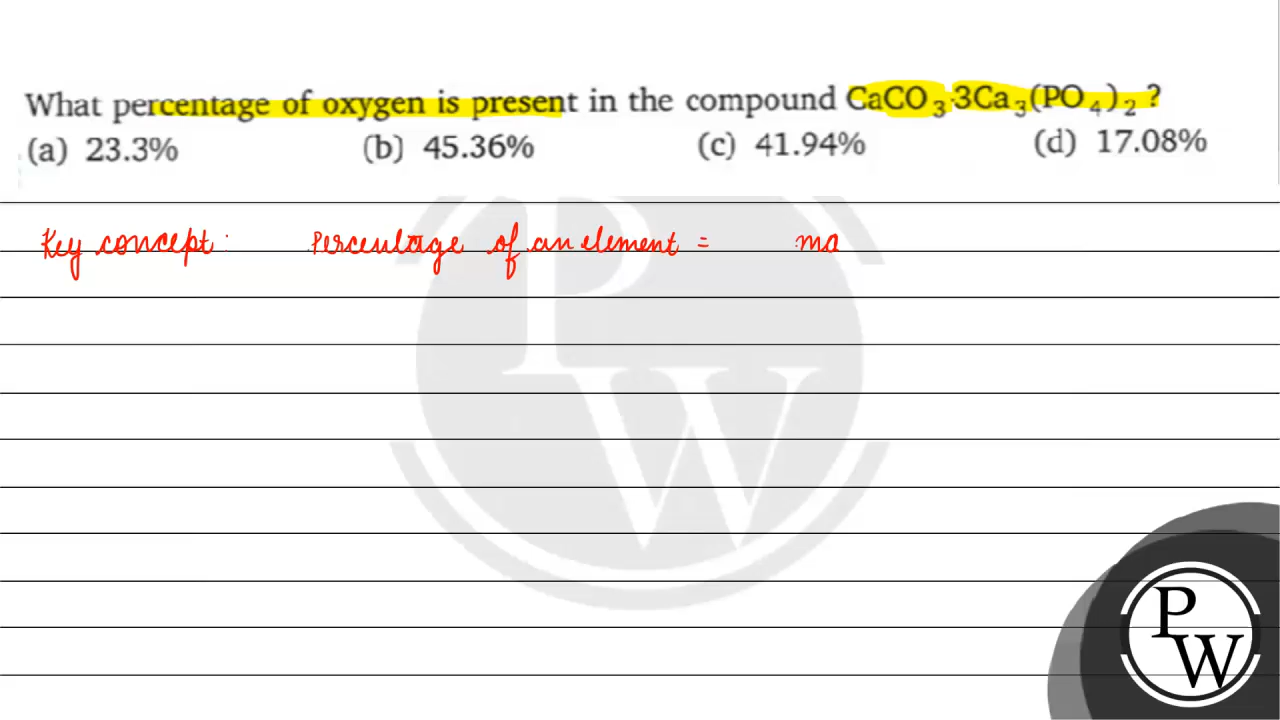 What percentage of oxygen is present in the compound CaCO₃·3Ca₃(PO₄)₂ ?
(a) 23.3% (b) 45.36% (c) 41.94% (d) 17.08%
Key concept: Percentage of an element = ma
P
W
P
W